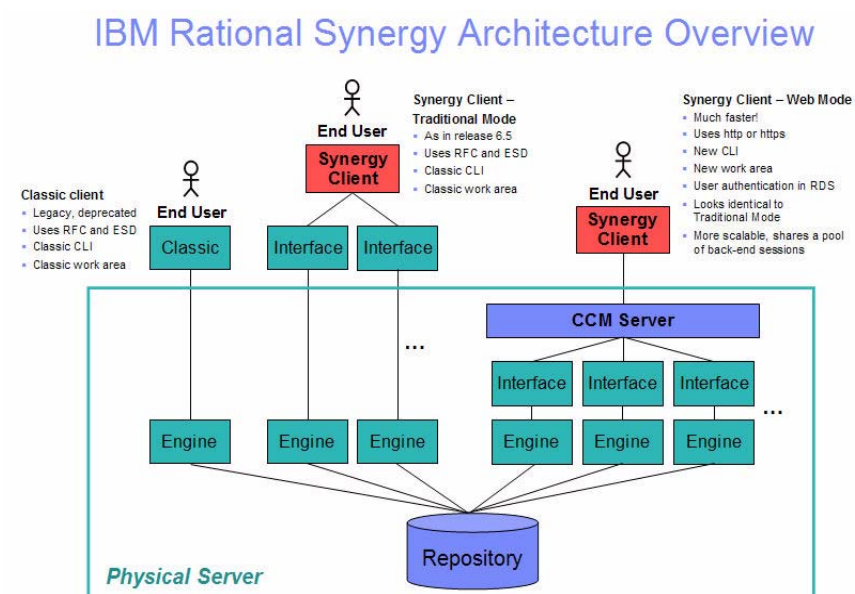 IBM Rational Synergy Architecture Overview
Classic client
▪ Legacy, deprecated
▪ Uses RFC and ESD
▪ Classic CLI
▪ Classic work area
End User
Classic
End User
Synergy
Client
Synergy Client –
Traditional Mode
▪ As in release 6.5
▪ Uses RFC and ESD
▪ Classic CLI
▪ Classic work area
Interface
Interface
End User
Synergy
Client
Synergy Client – Web Mode
▪ Much faster!
▪ Uses http or https
▪ New CLI
▪ New work area
▪ User authentication in RDS
▪ Looks identical to
Traditional Mode
▪ More scalable, shares a pool
of back-end sessions
CCM Server
...
Interface
Interface
Interface
...
Engine
Engine
Engine
Engine
Engine
Engine
Repository
Physical Server